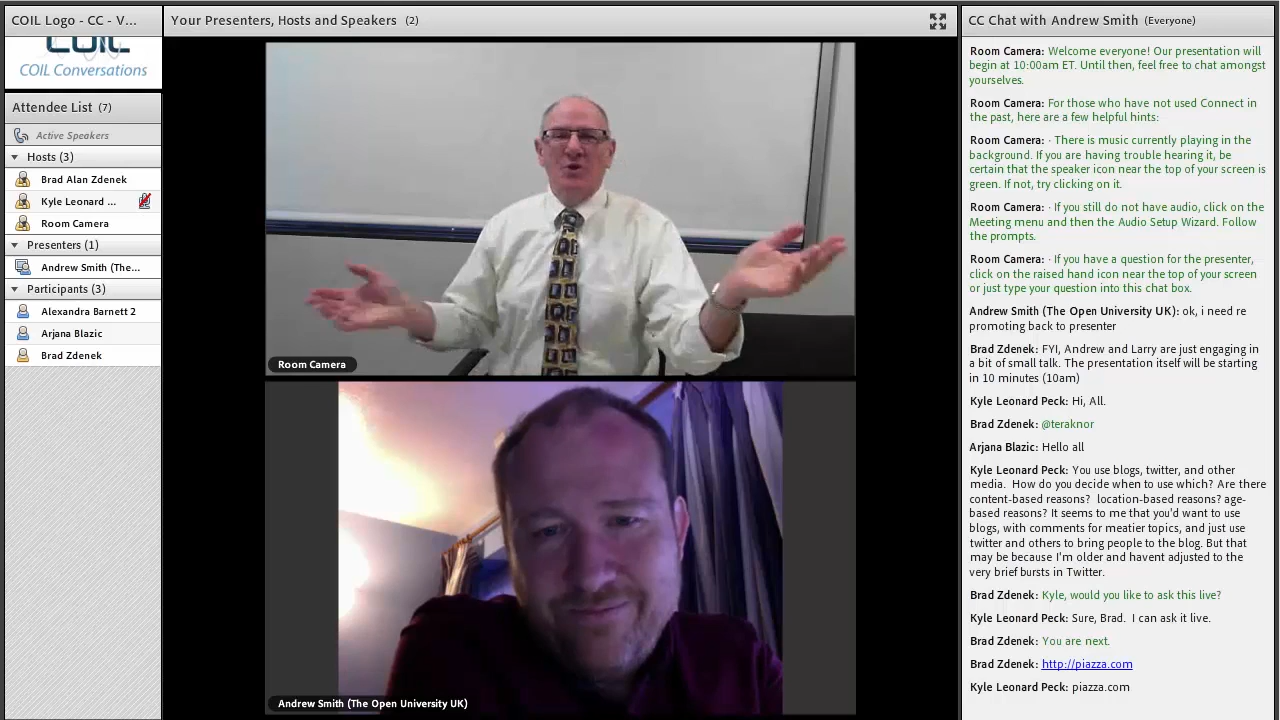 COIL Logo - CC - V...
COIL
COIL Conversations
Attendee List (7)
Active Speakers
Hosts (3)
Brad Alan Zdenek
Kyle Leonard ...
Room Camera
Presenters (1)
Andrew Smith (The...
Participants (3)
Alexandra Barnett 2
Arjana Blazic
Brad Zdenek
Your Presenters, Hosts and Speakers (2)
Room Camera
Andrew Smith (The Open University UK)
CC Chat with Andrew Smith (Everyone)
Room Camera: Welcome everyone! Our presentation will
begin at 10:00am ET. Until then, feel free to chat amongst
yourselves.
Room Camera: For those who have not used Connect in
the past, here are a few helpful hints:
Room Camera: · There is music currently playing in the
background. If you are having trouble hearing it, be
certain that the speaker icon near the top of your screen is
green. If not, try clicking on it.
Room Camera: · If you still do not have audio, click on the
Meeting menu and then the Audio Setup Wizard. Follow
the prompts.
Room Camera: · If you have a question for the presenter,
click on the raised hand icon near the top of your screen
or just type your question into this chat box.
Andrew Smith (The Open University UK): ok, i need re
promoting back to presenter
Brad Zdenek: FYI, Andrew and Larry are just engaging in
a bit of small talk. The presentation itself will be starting
in 10 minutes (10am)
Kyle Leonard Peck: Hi, All.
Brad Zdenek: @teraknor
Arjana Blazic: Hello all
Kyle Leonard Peck: You use blogs, twitter, and other
media. How do you decide when to use which? Are there
content-based reasons? location-based reasons? age-
based reasons? It seems to me that you'd want to use
blogs, with comments for meatier topics, and just use
twitter and others to bring people to the blog. But that
may be because I'm older and havent adjusted to the
very brief bursts in Twitter.
Brad Zdenek: Kyle, would you like to ask this live?
Kyle Leonard Peck: Sure, Brad. I can ask it live.
Brad Zdenek: You are next.
Brad Zdenek: http://piazza.com
Kyle Leonard Peck: piazza.com